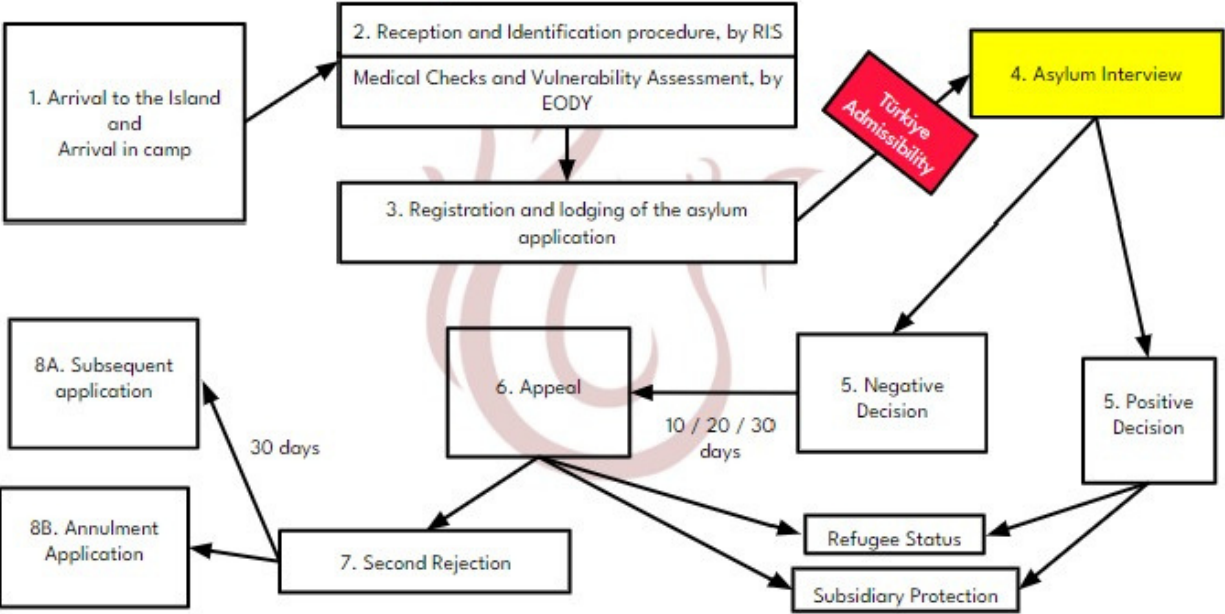 1. Arrival to the Island
and
Arrival in camp
2. Reception and Identification procedure, by RIS
Medical Checks and Vulnerability Assessment, by
EODY
3. Registration and lodging of the asylum
application
Türkiye
Admissibility
4. Asylum Interview
5. Negative
Decision
5. Positive
Decision
10 / 20 / 30
days
6. Appeal
Refugee Status
Subsidiary Protection
7. Second Rejection
30 days
8A. Subsequent
application
8B. Annulment
Application